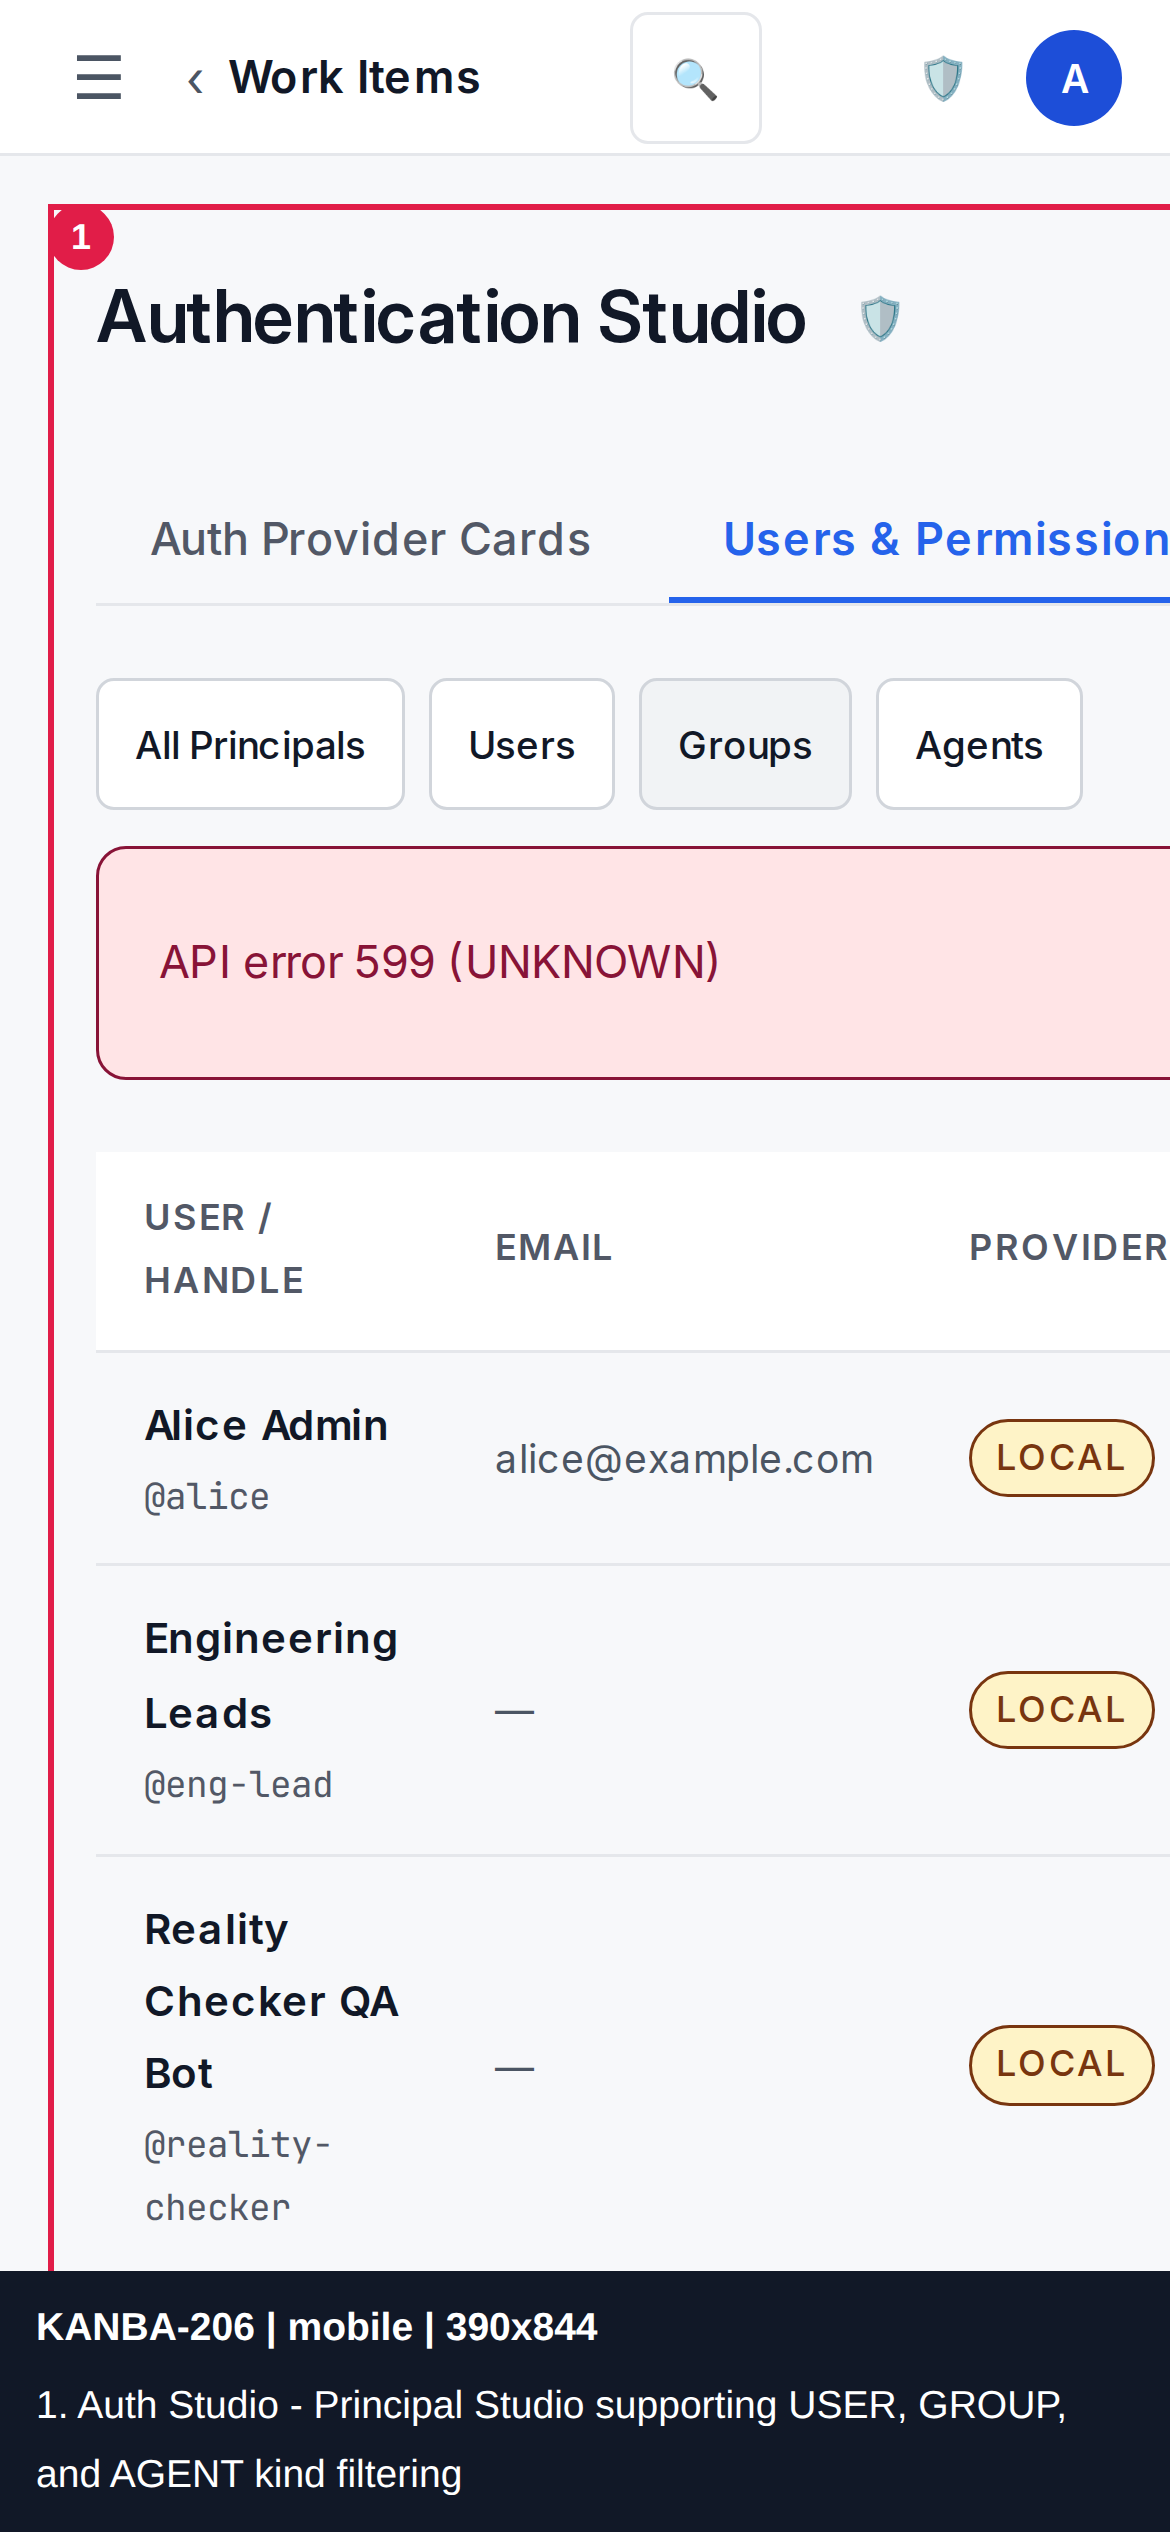 ☰ ‹ Work Items 🔍 🛡️ A
1
Authentication Studio 🛡️
Auth Provider Cards Users & Permission
All Principals Users Groups Agents
API error 599 (UNKNOWN)
USER /
HANDLE
EMAIL
PROVIDER
Alice Admin
@alice
alice@example.com
LOCAL
Engineering
Leads
@eng-lead
—
LOCAL
Reality
Checker QA
Bot
@reality-
checker
—
LOCAL
KANBA-206 | mobile | 390x844
1. Auth Studio - Principal Studio supporting USER, GROUP,
and AGENT kind filtering